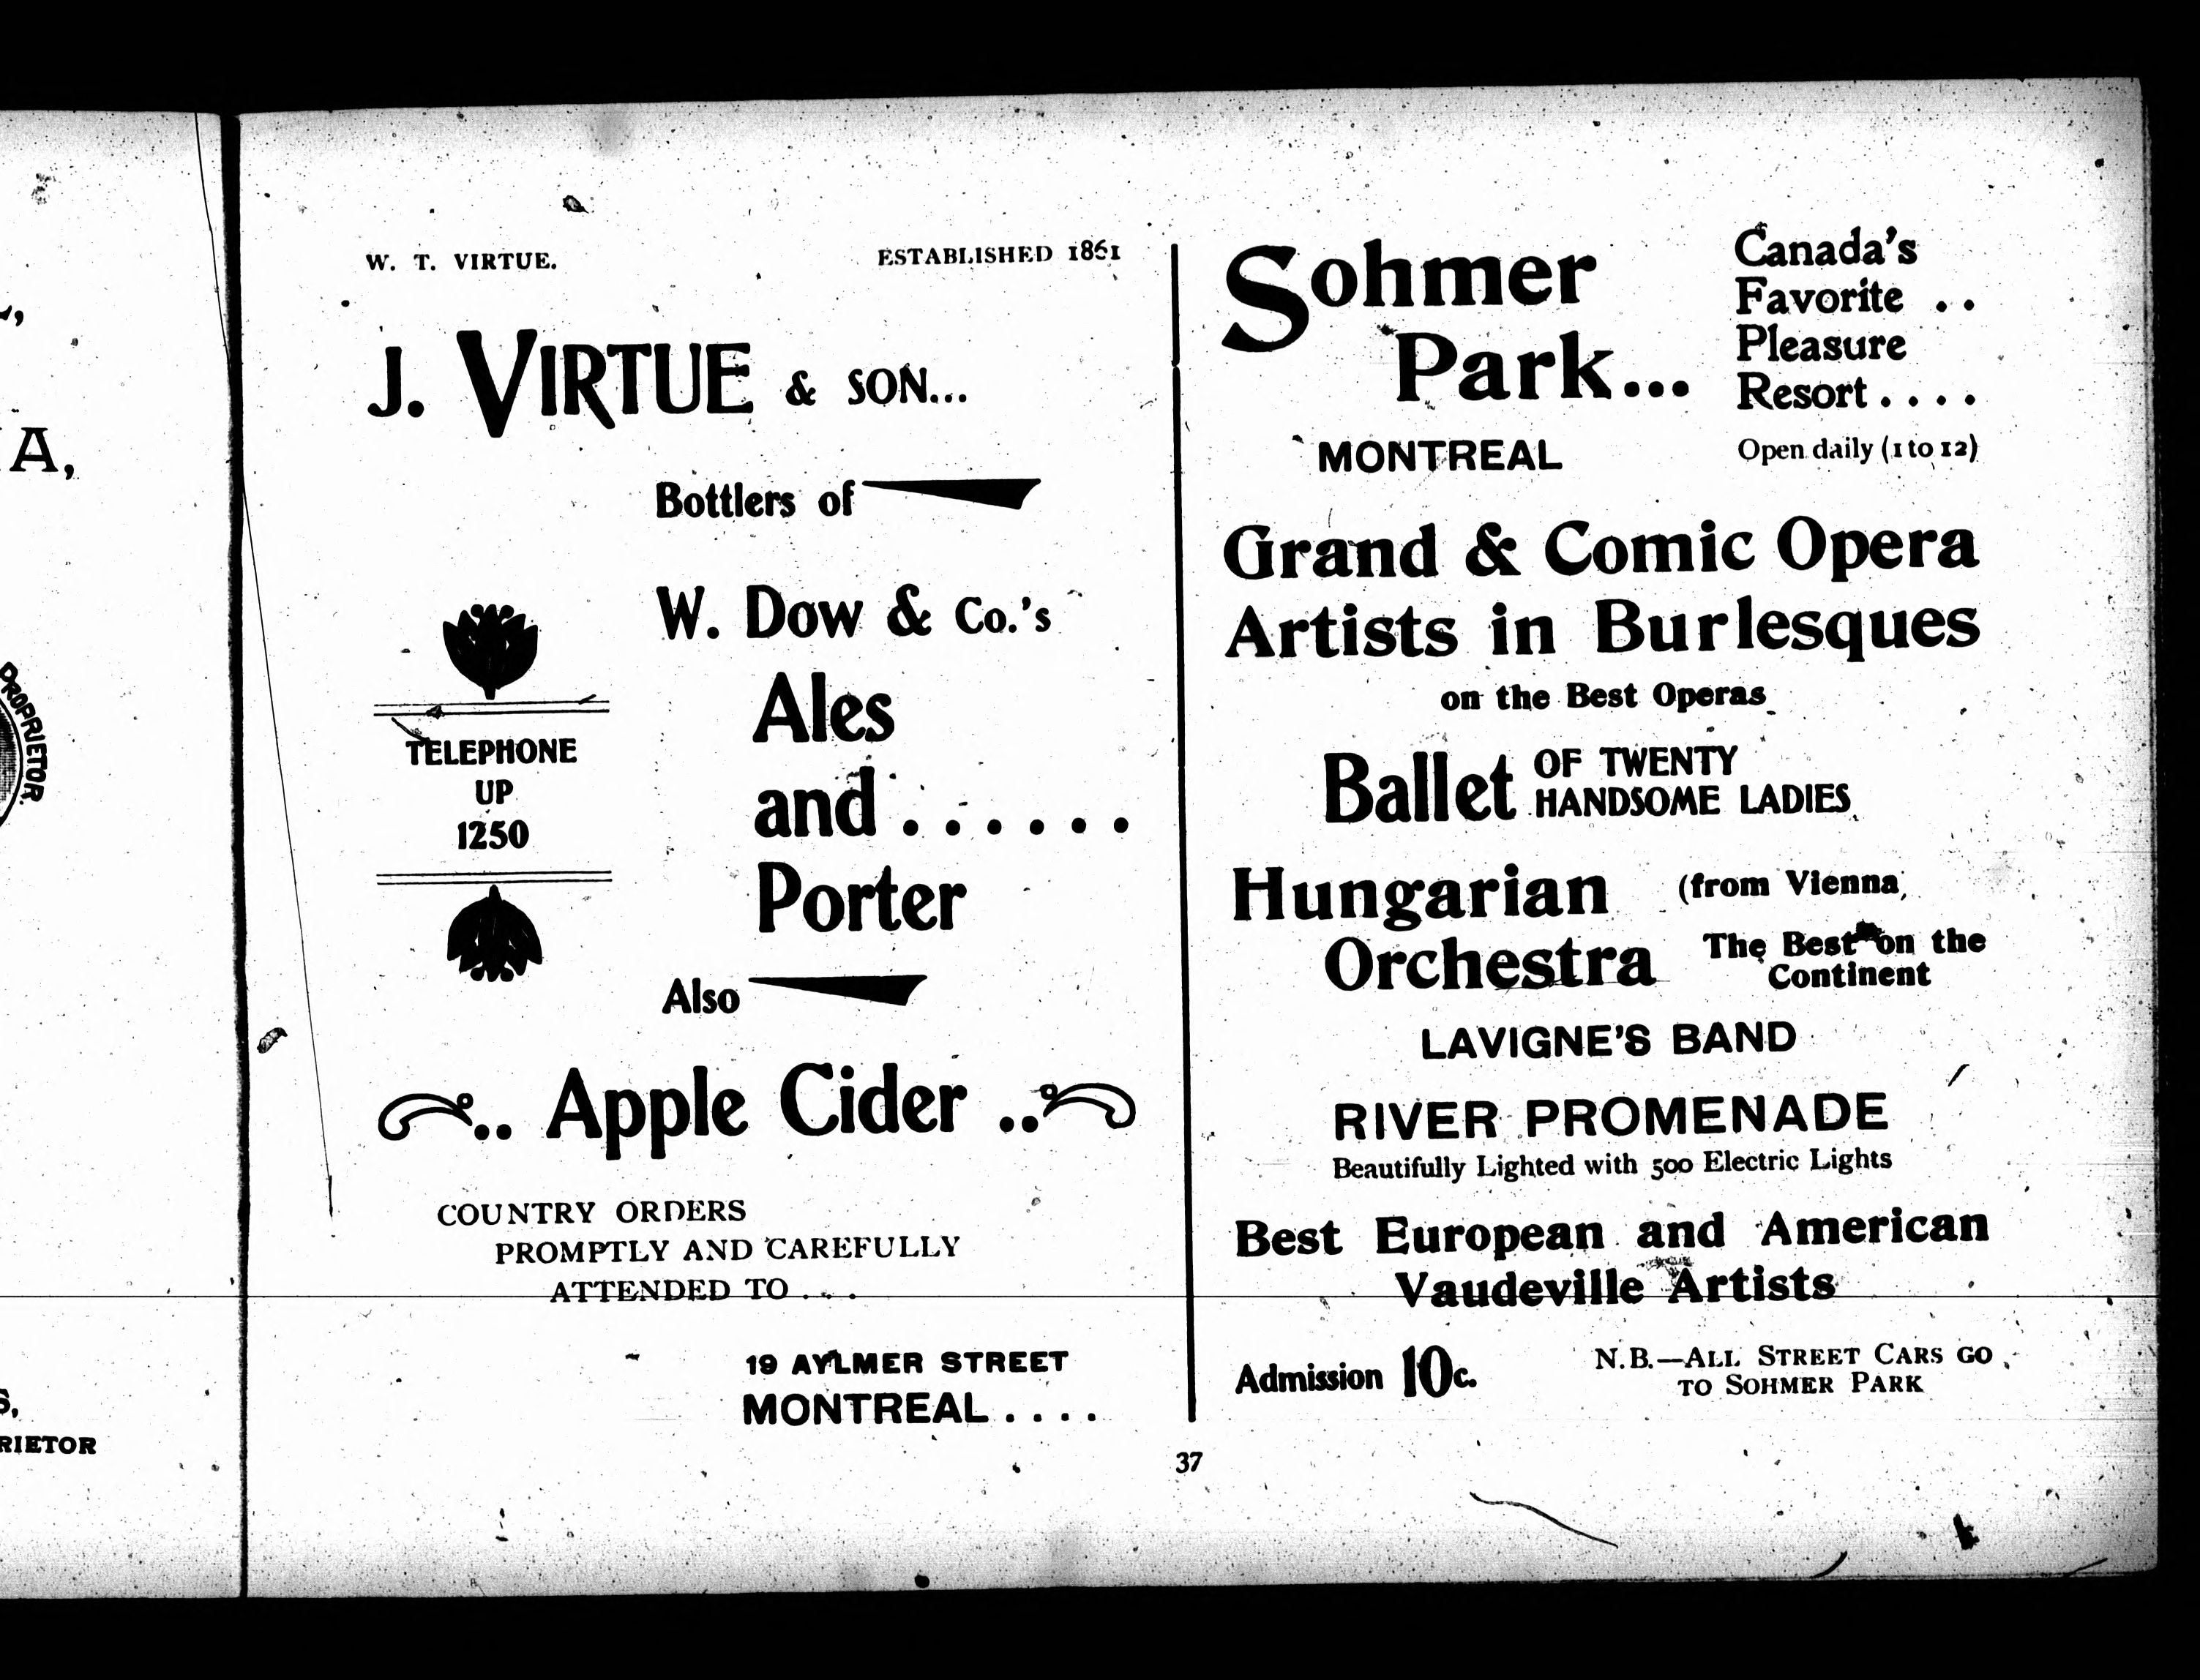 A,
PROPRIETOR.
S,
RIETOR
W. T. VIRTUE.
ESTABLISHED 1861
J. VIRTUE & SON...
Bottlers of
W. Dow & Co.'s
Ales
and . . . . . .
Porter
TELEPHONE
UP
1250
Also
.. Apple Cider ..
COUNTRY ORDERS
PROMPTLY AND CAREFULLY
ATTENDED TO . . .
19 AYLMER STREET
MONTREAL . . . .
Sohmer
Park...
MONTREAL
Canada's
Favorite . .
Pleasure
Resort . . . .
Open daily (1 to 12)
Grand & Comic Opera
Artists in Burlesques
on the Best Operas
Ballet OF TWENTY
HANDSOME LADIES
Hungarian (from Vienna,
Orchestra The Best on the
Continent
LAVIGNE'S BAND
RIVER PROMENADE
Beautifully Lighted with 500 Electric Lights
Best European and American
Vaudeville Artists
Admission 10c.
N.B.—ALL STREET CARS GO
TO SOHMER PARK
37